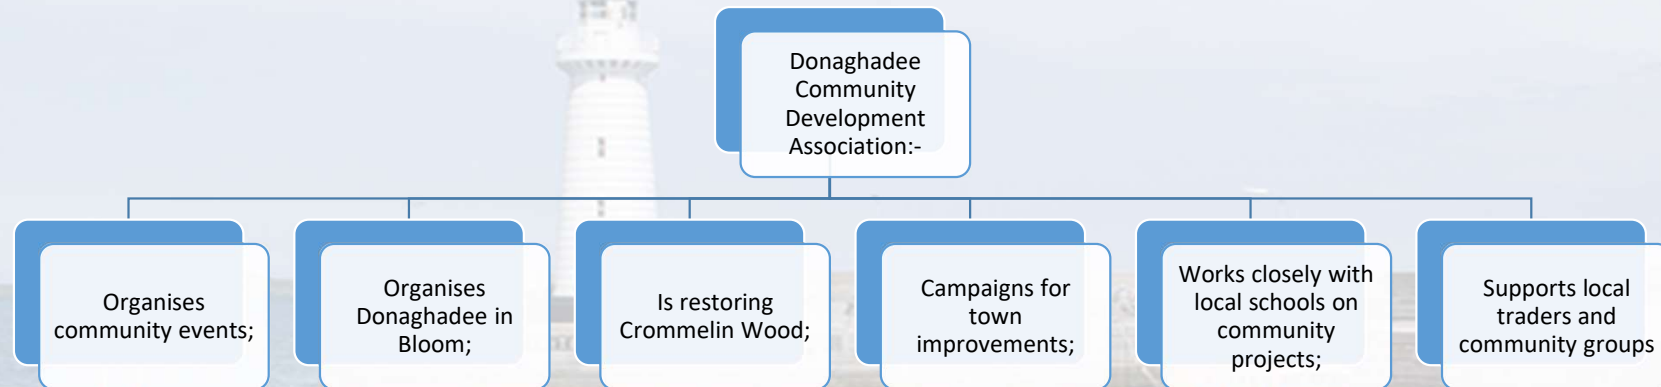 Donaghadee
Community
Development
Association:-
Organises
community events;
Organises
Donaghadee in
Bloom;
Is restoring
Crommelin Wood;
Campaigns for
town
improvements;
Works closely with
local schools on
community
projects;
Supports local
traders and
community groups